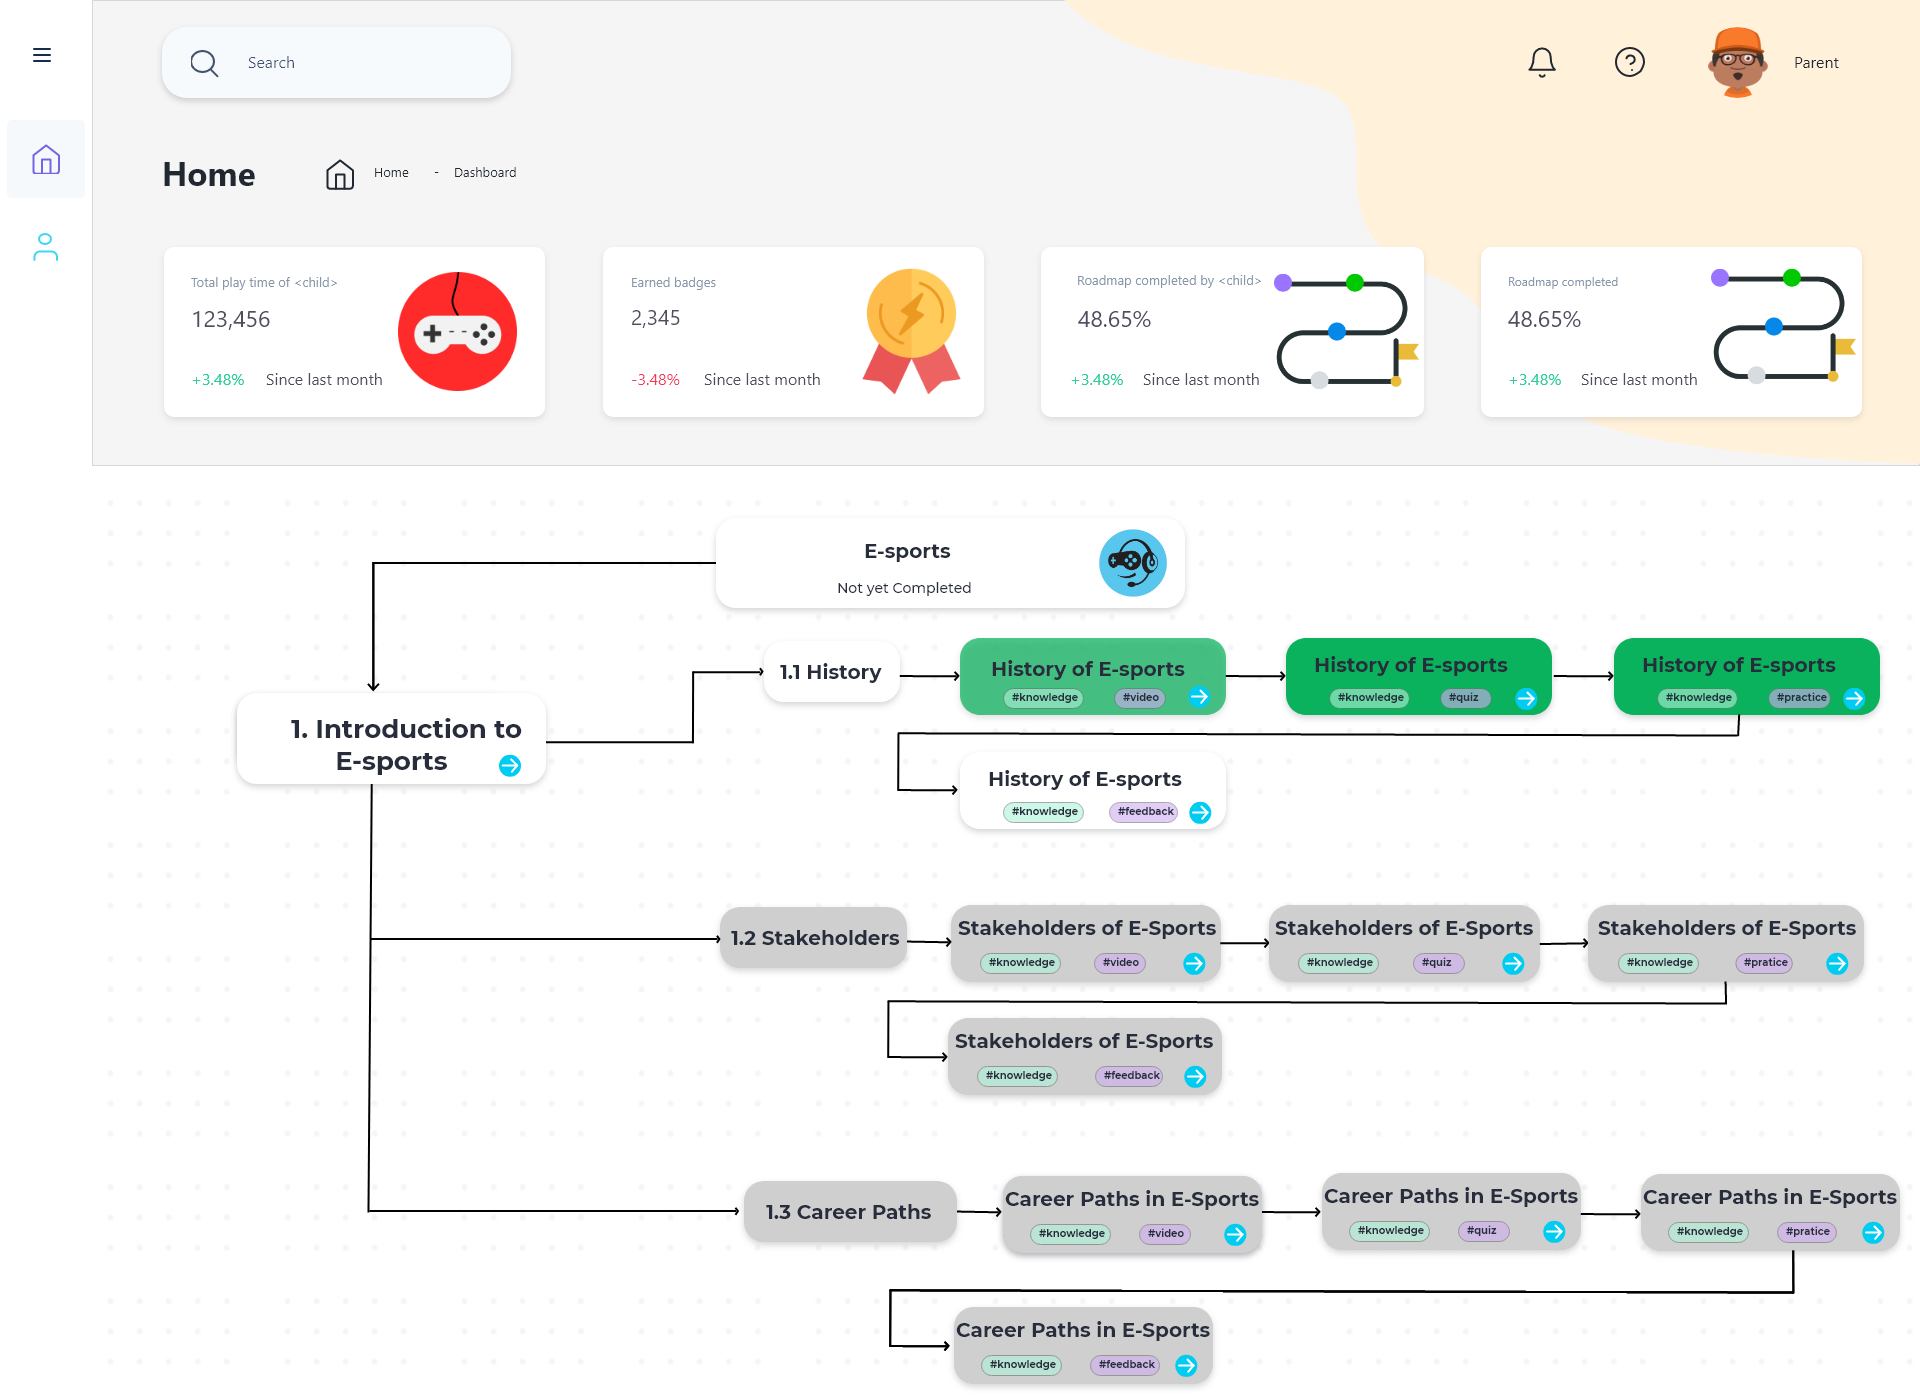 Search
Parent
Home
Home - Dashboard
Total play time of <child>
123,456
+3.48% Since last month
Earned badges
2,345
-3.48% Since last month
Roadmap completed by <child>
48.65%
+3.48% Since last month
Roadmap completed
48.65%
+3.48% Since last month
E-sports
Not yet Completed
1. Introduction to
E-sports
1.1 History
History of E-sports
#knowledge #video
History of E-sports
#knowledge #quiz
History of E-sports
#knowledge #practice
History of E-sports
#knowledge #feedback
1.2 Stakeholders
Stakeholders of E-Sports
#knowledge #video
Stakeholders of E-Sports
#knowledge #quiz
Stakeholders of E-Sports
#knowledge #pratice
Stakeholders of E-Sports
#knowledge #feedback
1.3 Career Paths
Career Paths in E-Sports
#knowledge #video
Career Paths in E-Sports
#knowledge #quiz
Career Paths in E-Sports
#knowledge #pratice
Career Paths in E-Sports
#knowledge #feedback